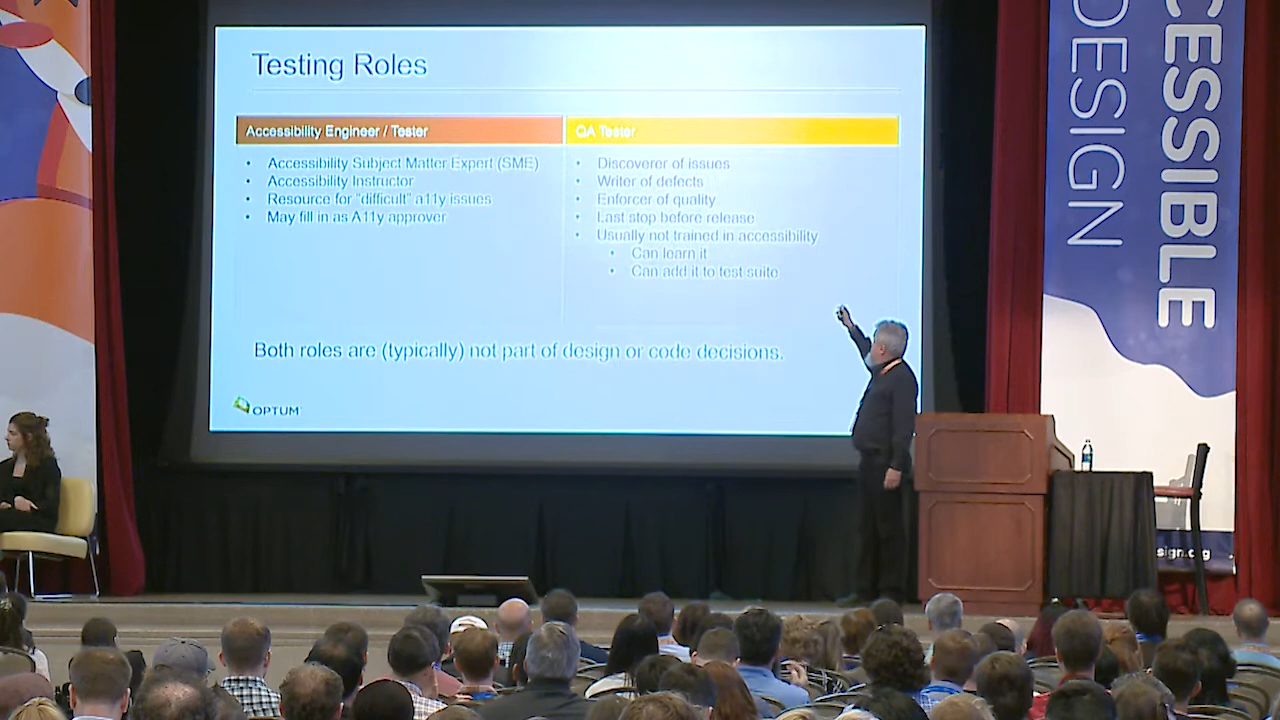 Testing Roles
Accessibility Engineer / Tester
QA Tester
Accessibility Subject Matter Expert (SME)
Accessibility Instructor
Resource for "difficult" a11y issues
May fill in as A11y approver
Discoverer of issues
Writer of defects
Enforcer of quality
Last stop before release
Usually not trained in accessibility
Can learn it
Can add it to test suite
Both roles are (typically) not part of design or code decisions.
OPTUM
CESSIBLE
DESIGN
sign.org